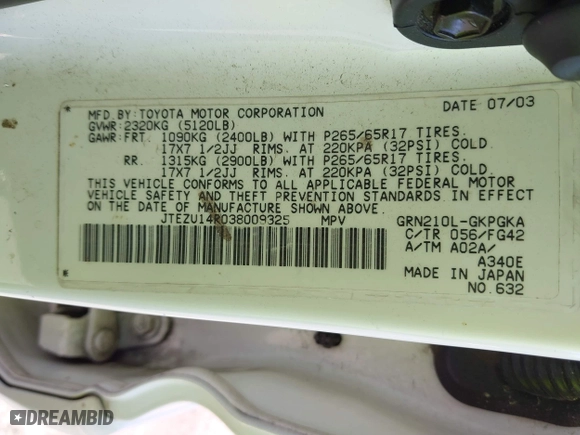 MFD. BY: TOYOTA MOTOR CORPORATION DATE 07/03
GVWR: 2320KG (5120LB)
GAWR: FRT. 1090KG (2400LB) WITH P265/65R17 TIRES.
17X7 1/2JJ RIMS. AT 220KPA (32PSI) COLD.
RR. 1315KG (2900LB) WITH P265/65R17 TIRES.
17X7 1/2JJ RIMS. AT 220KPA (32PSI) COLD.
THIS VEHICLE CONFORMS TO ALL APPLICABLE FEDERAL MOTOR
VEHICLE SAFETY AND THEFT PREVENTION STANDARDS IN EFFECT
ON THE DATE OF MANUFACTURE SHOWN ABOVE.
JTEZU14R038009325 MPV GRN210L-GKPGKA
C/TR 056/FG42
A/TM A02A/
A340E
MADE IN JAPAN
NO. 632
DREAMBID